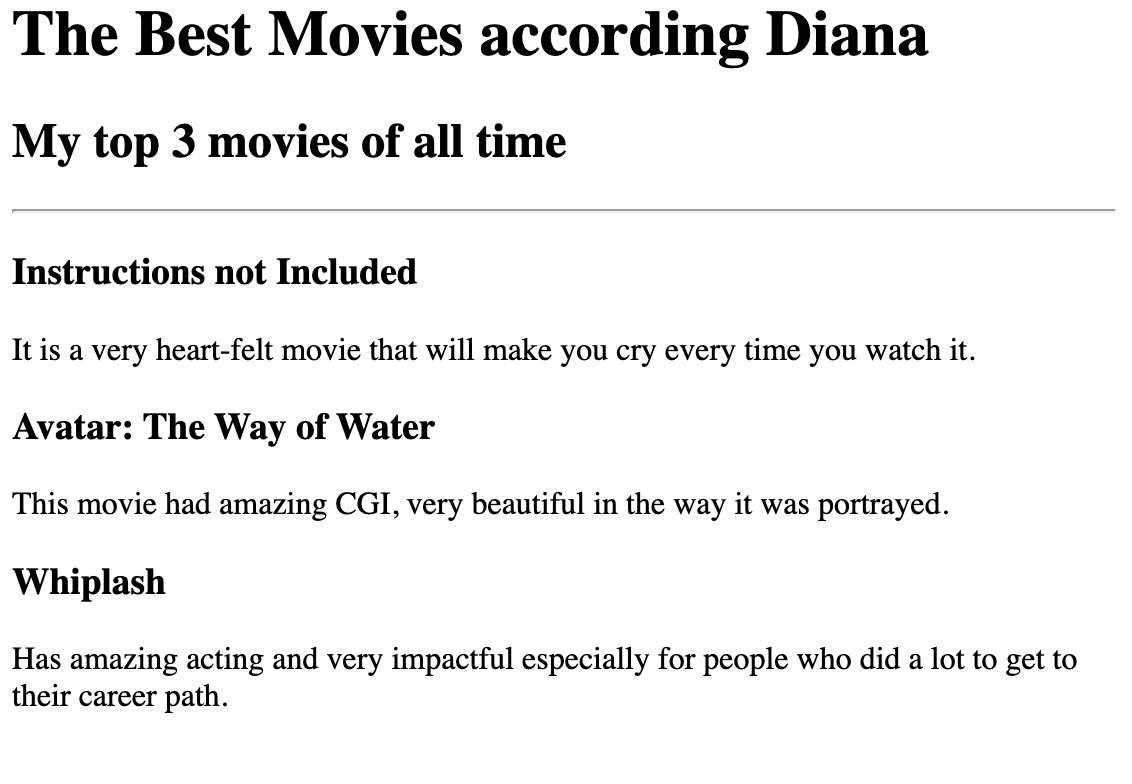 The Best Movies according Diana
My top 3 movies of all time
Instructions not Included
It is a very heart-felt movie that will make you cry every time you watch it.
Avatar: The Way of Water
This movie had amazing CGI, very beautiful in the way it was portrayed.
Whiplash
Has amazing acting and very impactful especially for people who did a lot to get to
their career path.